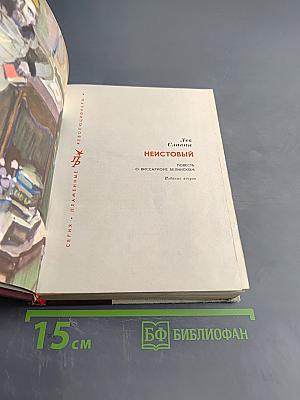 СЕРИЯ • ПЛАМЕННЫЕ РЕВОЛЮЦИОНЕРЫ •
Лев
Славин
НЕИСТОВЫЙ
ПОВЕСТЬ
О ВИССАРИОНЕ БЕЛИНСКОМ
Издание второе
15 см
БФ БИБЛИОФАН